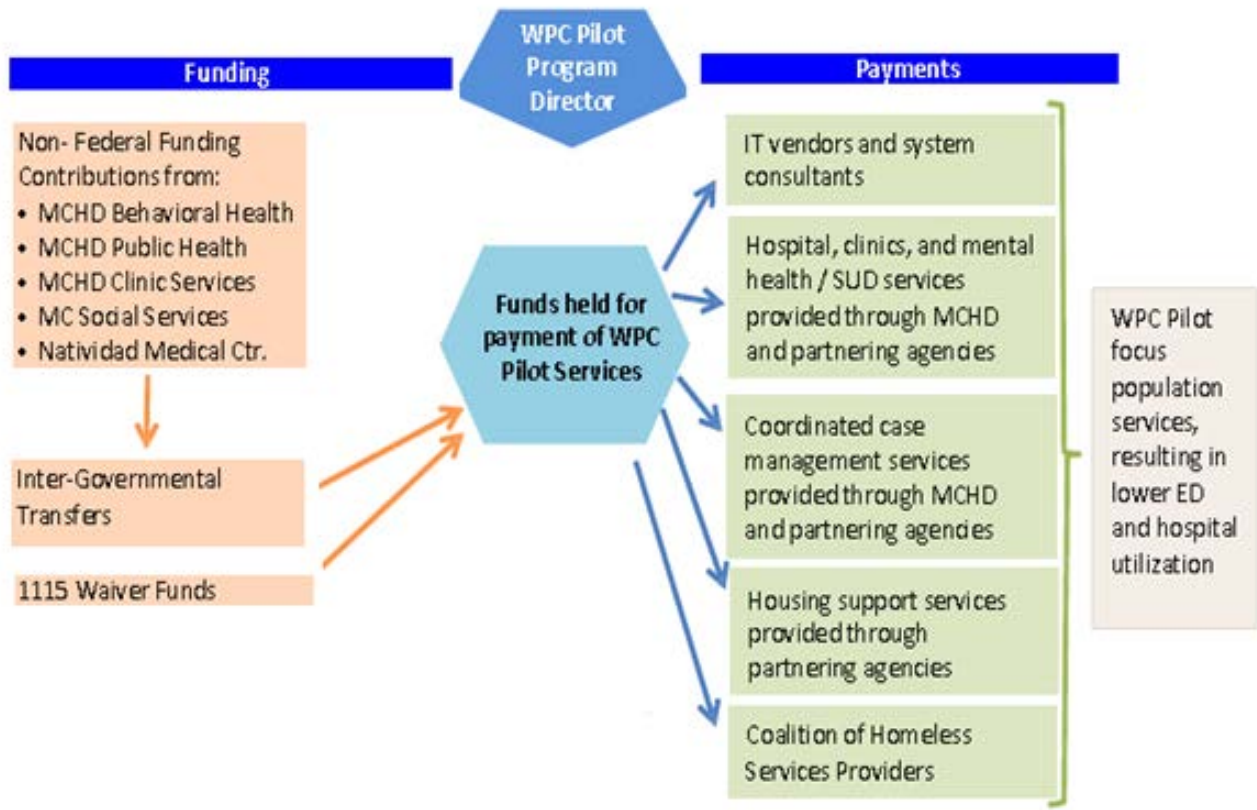 WPC Pilot
Program
Director
Funding
Non- Federal Funding
Contributions from:
• MCHD Behavioral Health
• MCHD Public Health
• MCHD Clinic Services
• MC Social Services
• Natividad Medical Ctr.
Inter-Governmental
Transfers
1115 Waiver Funds
Funds held for
payment of WPC
Pilot Services
Payments
IT vendors and system
consultants
Hospital, clinics, and mental
health / SUD services
provided through MCHD
and partnering agencies
Coordinated case
management services
provided through MCHD
and partnering agencies
Housing support services
provided through
partnering agencies
Coalition of Homeless
Services Providers
WPC Pilot
focus
population
services,
resulting in
lower ED
and hospital
utilization